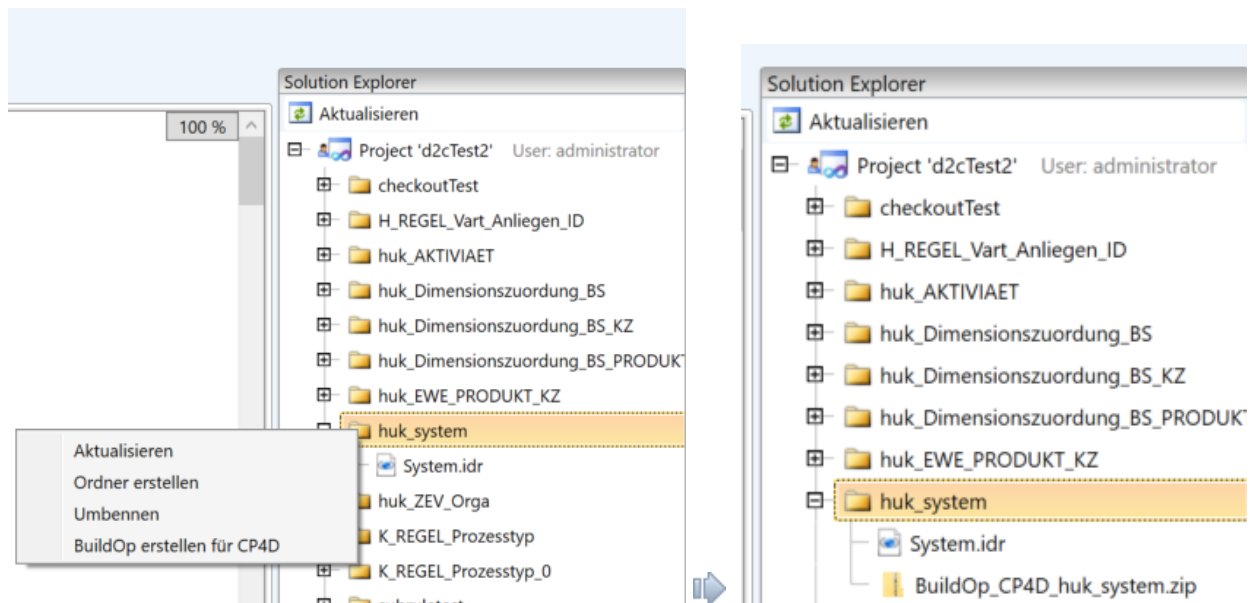 Solution Explorer
Aktualisieren
100 %
Project 'd2cTest2' User: administrator
checkoutTest
H_REGEL_Vart_Anliegen_ID
huk_AKTIVIAET
huk_Dimensionszuordung_BS
huk_Dimensionszuordung_BS_KZ
huk_Dimensionszuordung_BS_PRODUKT
huk_EWE_PRODUKT_KZ
huk_system
System.idr
huk_ZEV_Orga
K_REGEL_Prozesstyp
K_REGEL_Prozesstyp_0
Aktualisieren
Ordner erstellen
Umbennen
BuildOp erstellen für CP4D
Solution Explorer
Aktualisieren
Project 'd2cTest2' User: administrator
checkoutTest
H_REGEL_Vart_Anliegen_ID
huk_AKTIVIAET
huk_Dimensionszuordung_BS
huk_Dimensionszuordung_BS_KZ
huk_Dimensionszuordung_BS_PRODUKT
huk_EWE_PRODUKT_KZ
huk_system
System.idr
BuildOp_CP4D_huk_system.zip